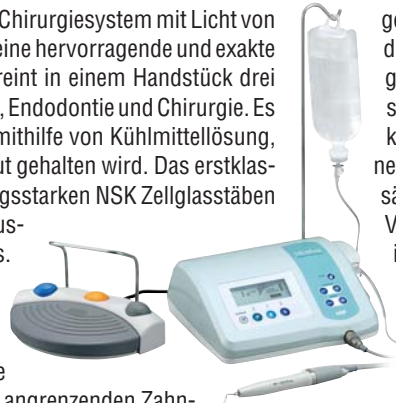 Chirurgiesystem mit Licht von
eine hervorragende und exakte
reint in einem Handstück drei
, Endodontie und Chirurgie. Es
mithilfe von Kühlmittellösung,
ut gehalten wird. Das erstklas-
ngsstarken NSK Zellglasstäben
us-
s.
e
angrenzenden Zahn-
ge
d
g
s
k
ne
sä
V
i